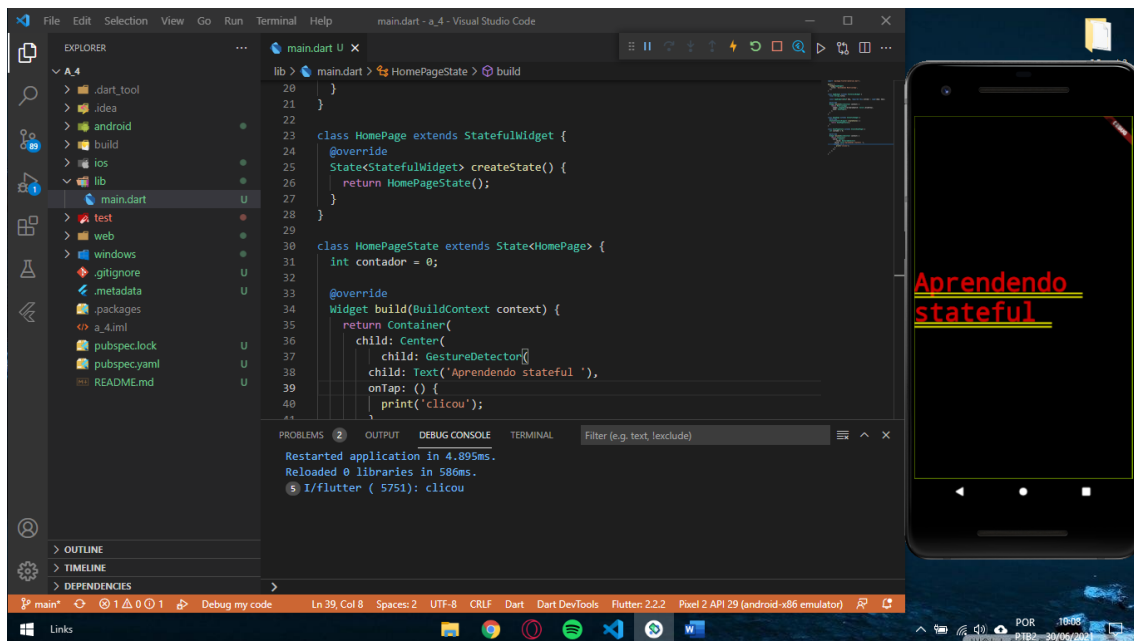 File Edit Selection View Go Run Terminal Help main.dart - a_4 - Visual Studio Code
EXPLORER
A_4
.dart_tool
.idea
android
build
ios
lib
main.dart U
test
web
windows
.gitignore U
.metadata U
.packages
a_4.iml
pubspec.lock U
pubspec.yaml U
README.md U
OUTLINE
TIMELINE
DEPENDENCIES
89
1
main.dart U
lib > main.dart > HomePageState > build
20 }
21 }
22
23 class HomePage extends StatefulWidget {
24 @override
25 State<StatefulWidget> createState() {
26 return HomePageState();
27 }
28 }
29
30 class HomePageState extends State<HomePage> {
31 int contador = 0;
32
33 @override
34 Widget build(BuildContext context) {
35 return Container(
36 child: Center(
37 child: GestureDetector(
38 child: Text('Aprendendo stateful '),
39 onTap: () {
40 print('clicou');
41 }
PROBLEMS 2 OUTPUT DEBUG CONSOLE TERMINAL Filter (e.g. text, !exclude)
Restarted application in 4.895ms.
Reloaded 0 libraries in 586ms.
5 I/flutter ( 5751): clicou
Aprendendo
stateful
main* 1 0 1 Debug my code Ln 39, Col 8 Spaces: 2 UTF-8 CRLF Dart Dart DevTools Flutter: 2.2.2 Pixel 2 API 29 (android-x86 emulator)
Links
POR 10:08
PTB2 30/06/2021